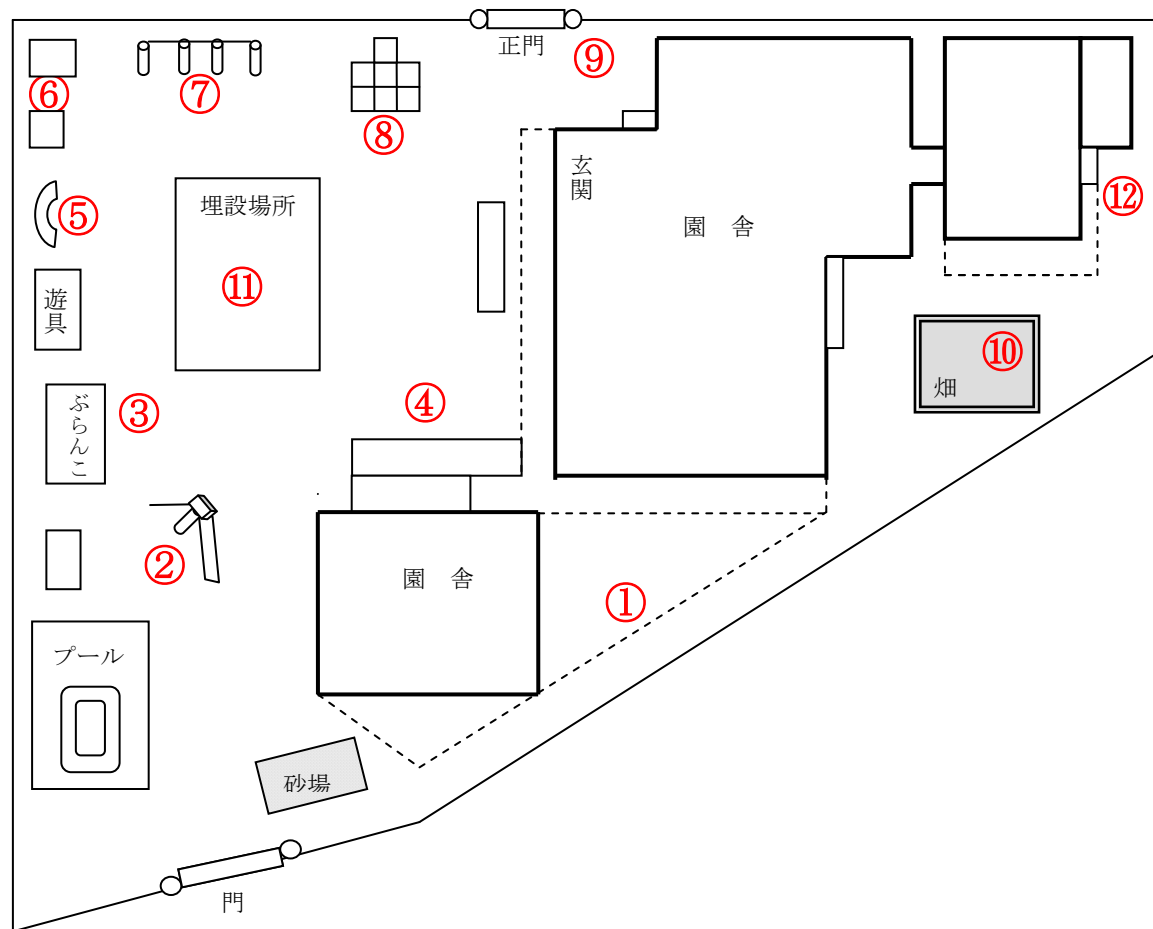 正門
⑨
⑥
⑦
⑧
玄関
園　舎
⑫
埋設場所
⑤
⑪
遊具
⑩
畑
ぶらんこ
③
④
②
園　舎
①
プール
砂場
門